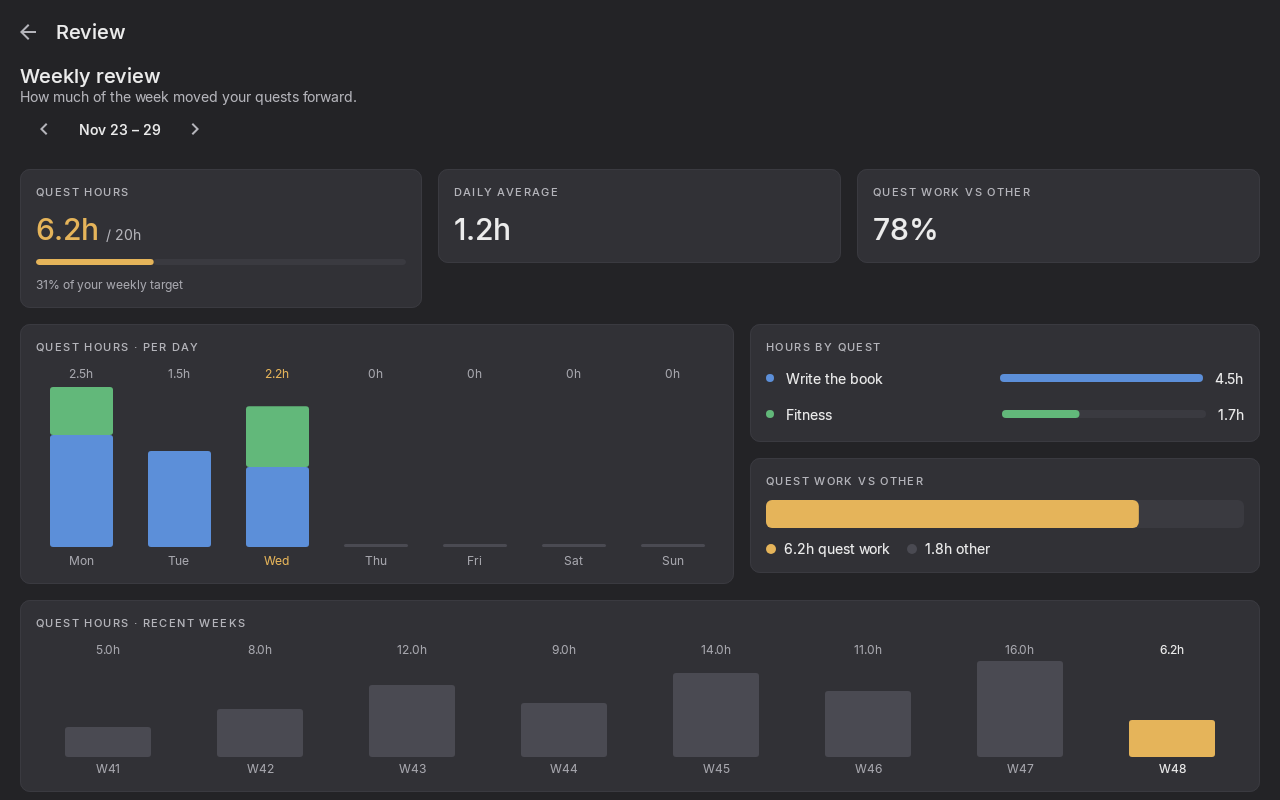 Review
Weekly review
How much of the week moved your quests forward.
Nov 23 – 29
QUEST HOURS
6.2h / 20h
31% of your weekly target
DAILY AVERAGE
1.2h
QUEST WORK VS OTHER
78%
QUEST HOURS · PER DAY
2.5h 1.5h 2.2h 0h 0h 0h 0h
Mon Tue Wed Thu Fri Sat Sun
HOURS BY QUEST
Write the book 4.5h
Fitness 1.7h
QUEST WORK VS OTHER
6.2h quest work 1.8h other
QUEST HOURS · RECENT WEEKS
5.0h 8.0h 12.0h 9.0h 14.0h 11.0h 16.0h 6.2h
W41 W42 W43 W44 W45 W46 W47 W48